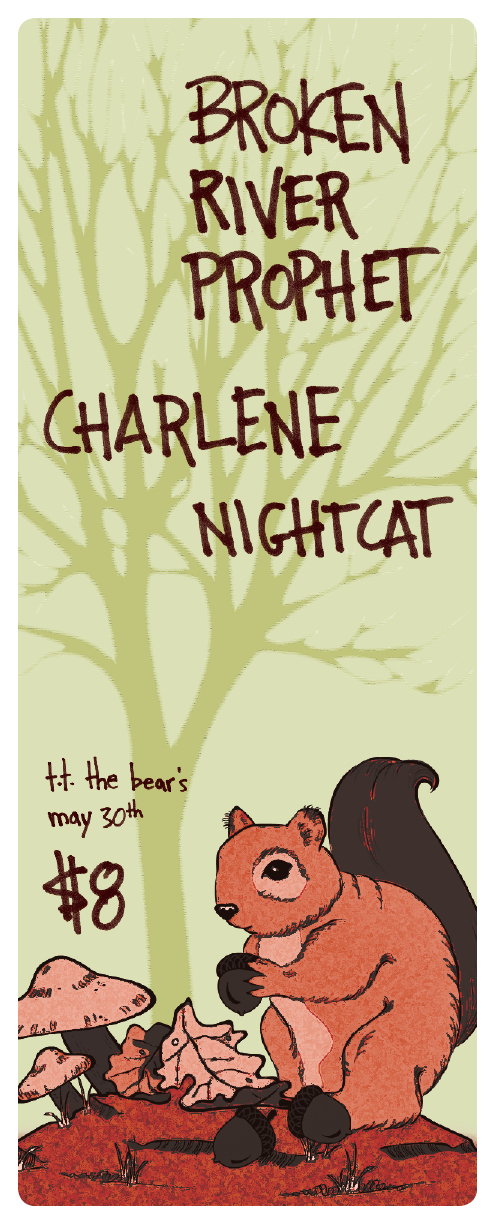 BROKEN
RIVER
PROPHET
CHARLENE
NIGHTCAT
t.t. the bear's
may 30th
$8